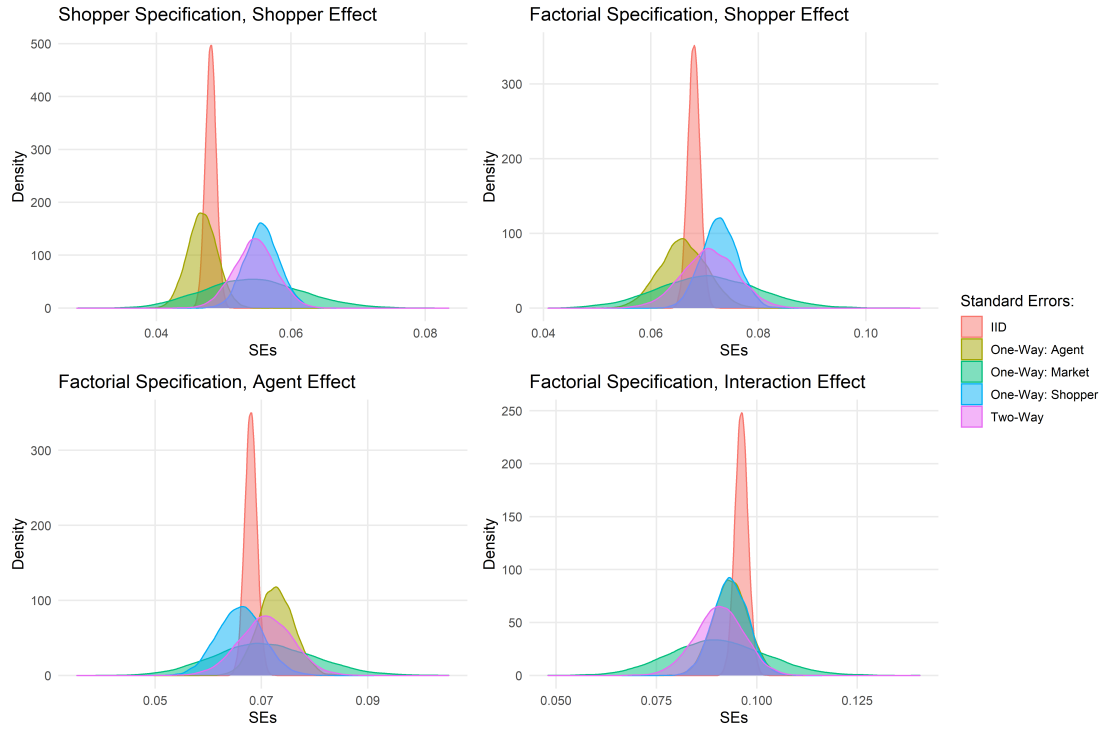 Shopper Specification, Shopper Effect
500
400
300
200
100
0
Density
0.04 0.06 0.08
SEs
Factorial Specification, Shopper Effect
300
200
100
0
Density
0.04 0.06 0.08 0.10
SEs
Factorial Specification, Agent Effect
300
200
100
0
Density
0.05 0.07 0.09
SEs
Factorial Specification, Interaction Effect
250
200
150
100
50
0
Density
0.050 0.075 0.100 0.125
SEs
Standard Errors:
IID
One-Way: Agent
One-Way: Market
One-Way: Shopper
Two-Way